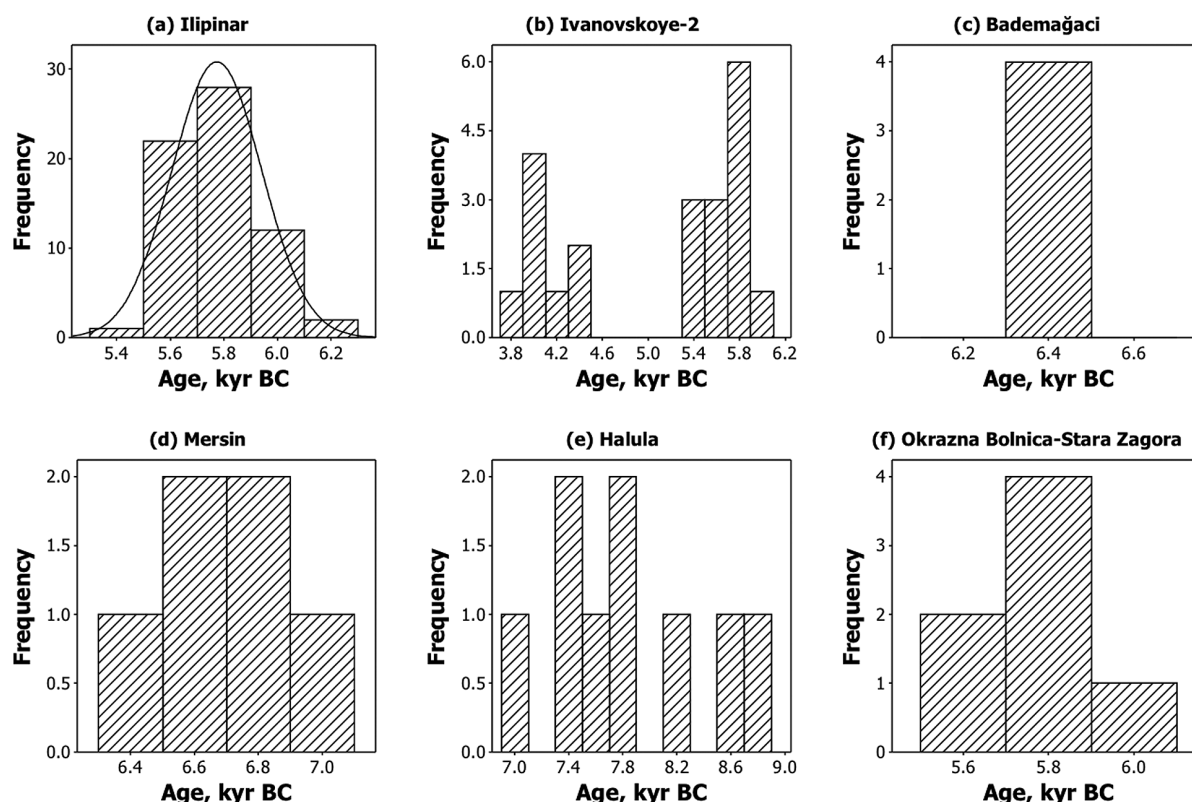 (a) Ilipinar
Frequency
30
20
10
0
5.4 5.6 5.8 6.0 6.2
Age, kyr BC
(b) Ivanovskoye-2
Frequency
6.0
4.5
3.0
1.5
0.0
3.8 4.2 4.6 5.0 5.4 5.8 6.2
Age, kyr BC
(c) Bademağaci
Frequency
4
3
2
1
0
6.2 6.4 6.6
Age, kyr BC
(d) Mersin
Frequency
2.0
1.5
1.0
0.5
0.0
6.4 6.6 6.8 7.0
Age, kyr BC
(e) Halula
Frequency
2.0
1.5
1.0
0.5
0.0
7.0 7.4 7.8 8.2 8.6 9.0
Age, kyr BC
(f) Okrazna Bolnica-Stara Zagora
Frequency
4
3
2
1
0
5.6 5.8 6.0
Age, kyr BC